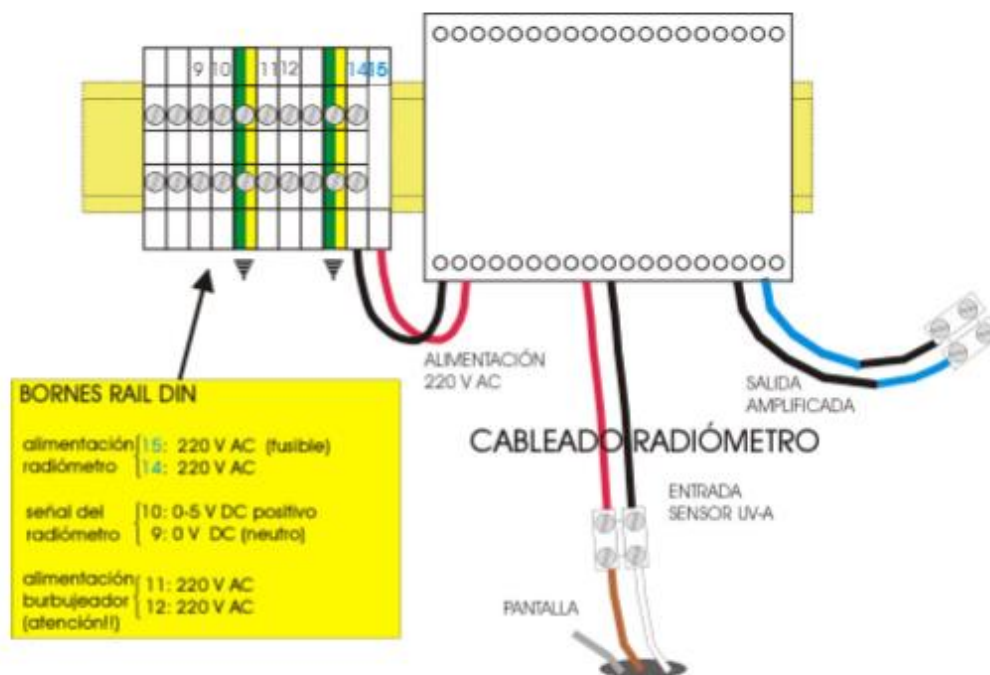 9 10 11 12 14 15
ALIMENTACIÓN
220 V AC
SALIDA
AMPLIFICADA
BORNES RAIL DIN
alimentación 15: 220 V AC (fusible)
radiómetro 14: 220 V AC
señal del 10: 0-5 V DC positivo
radiómetro 9: 0 V DC (neutro)
alimentación 11: 220 V AC
burbujeador 12: 220 V AC
(atención!!)
CABLEADO RADIÓMETRO
ENTRADA
SENSOR UV-A
PANTALLA